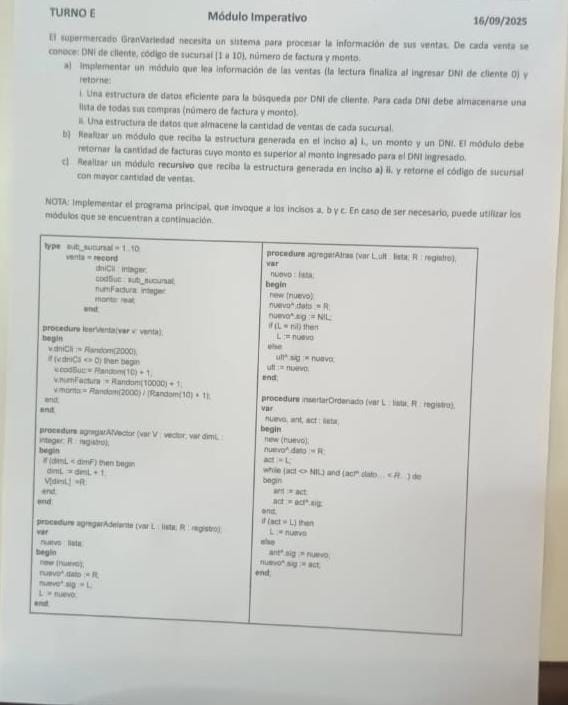 TURNO E
Módulo Imperativo
16/09/2025
El supermercado GranVariedad necesita un sistema para procesar la información de sus ventas. De cada venta se
conoce: DNI de cliente, código de sucursal (1 a 10), número de factura y monto.
a) Implementar un módulo que lea información de las ventas (la lectura finaliza al ingresar DNI de cliente 0) y
retorne:
i. Una estructura de datos eficiente para la búsqueda por DNI de cliente. Para cada DNI debe almacenarse una
lista de todas sus compras (número de factura y monto).
ii. Una estructura de datos que almacene la cantidad de ventas de cada sucursal.
b) Realizar un módulo que reciba la estructura generada en inciso a) i., un monto y un DNI. El módulo debe
retornar la cantidad de facturas cuyo monto es superior al monto ingresado para el DNI ingresado.
c) Realizar un módulo recursivo que reciba la estructura generada en inciso a) ii. y retorne el código de sucursal
con mayor cantidad de ventas.
NOTA: Implementar el programa principal, que invoque a los incisos a, b y c. En caso de ser necesario, puede utilizar los
módulos que se encuentran a continuación.
type sub_sucursal = 1..10;
venta = record
dniCli : integer;
codSuc : sub_sucursal;
numFactura: integer;
monto: real;
end;
procedure leerVenta(var v: venta);
begin
v.dniCli := Random(2000);
if (v.dniCli <> 0) then begin
v.codSuc:= Random(10) + 1;
v.numFactura := Random(10000) + 1;
v.monto:= Random(2000) / (Random(10) + 1);
end;
end;
procedure agregarAlVector (var V : vector; var dimL :
integer; R : registro);
begin
if (dimL < dimF) then begin
dimL := dimL + 1;
V[dimL] :=R;
end;
end;
procedure agregarAdelante (var L : lista; R : registro);
var
nuevo : lista;
begin
new (nuevo);
nuevo^.dato := R;
nuevo^.sig := L;
L := nuevo;
end;
procedure agregarAtras (var L,ult : lista; R : registro);
var
nuevo : lista;
begin
new (nuevo);
nuevo^.dato := R;
nuevo^.sig := NIL;
if (L = nil) then
L := nuevo
else
ult^.sig := nuevo;
ult := nuevo;
end;
procedure insertarOrdenado (var L : lista; R : registro);
var
nuevo, ant, act : lista;
begin
new (nuevo);
nuevo^.dato := R;
act := L;
while (act <> NIL) and (act^.dato... < R...) do
begin
ant := act;
act := act^.sig;
end;
if (act = L) then
L := nuevo
else
ant^.sig := nuevo;
nuevo^.sig := act;
end;